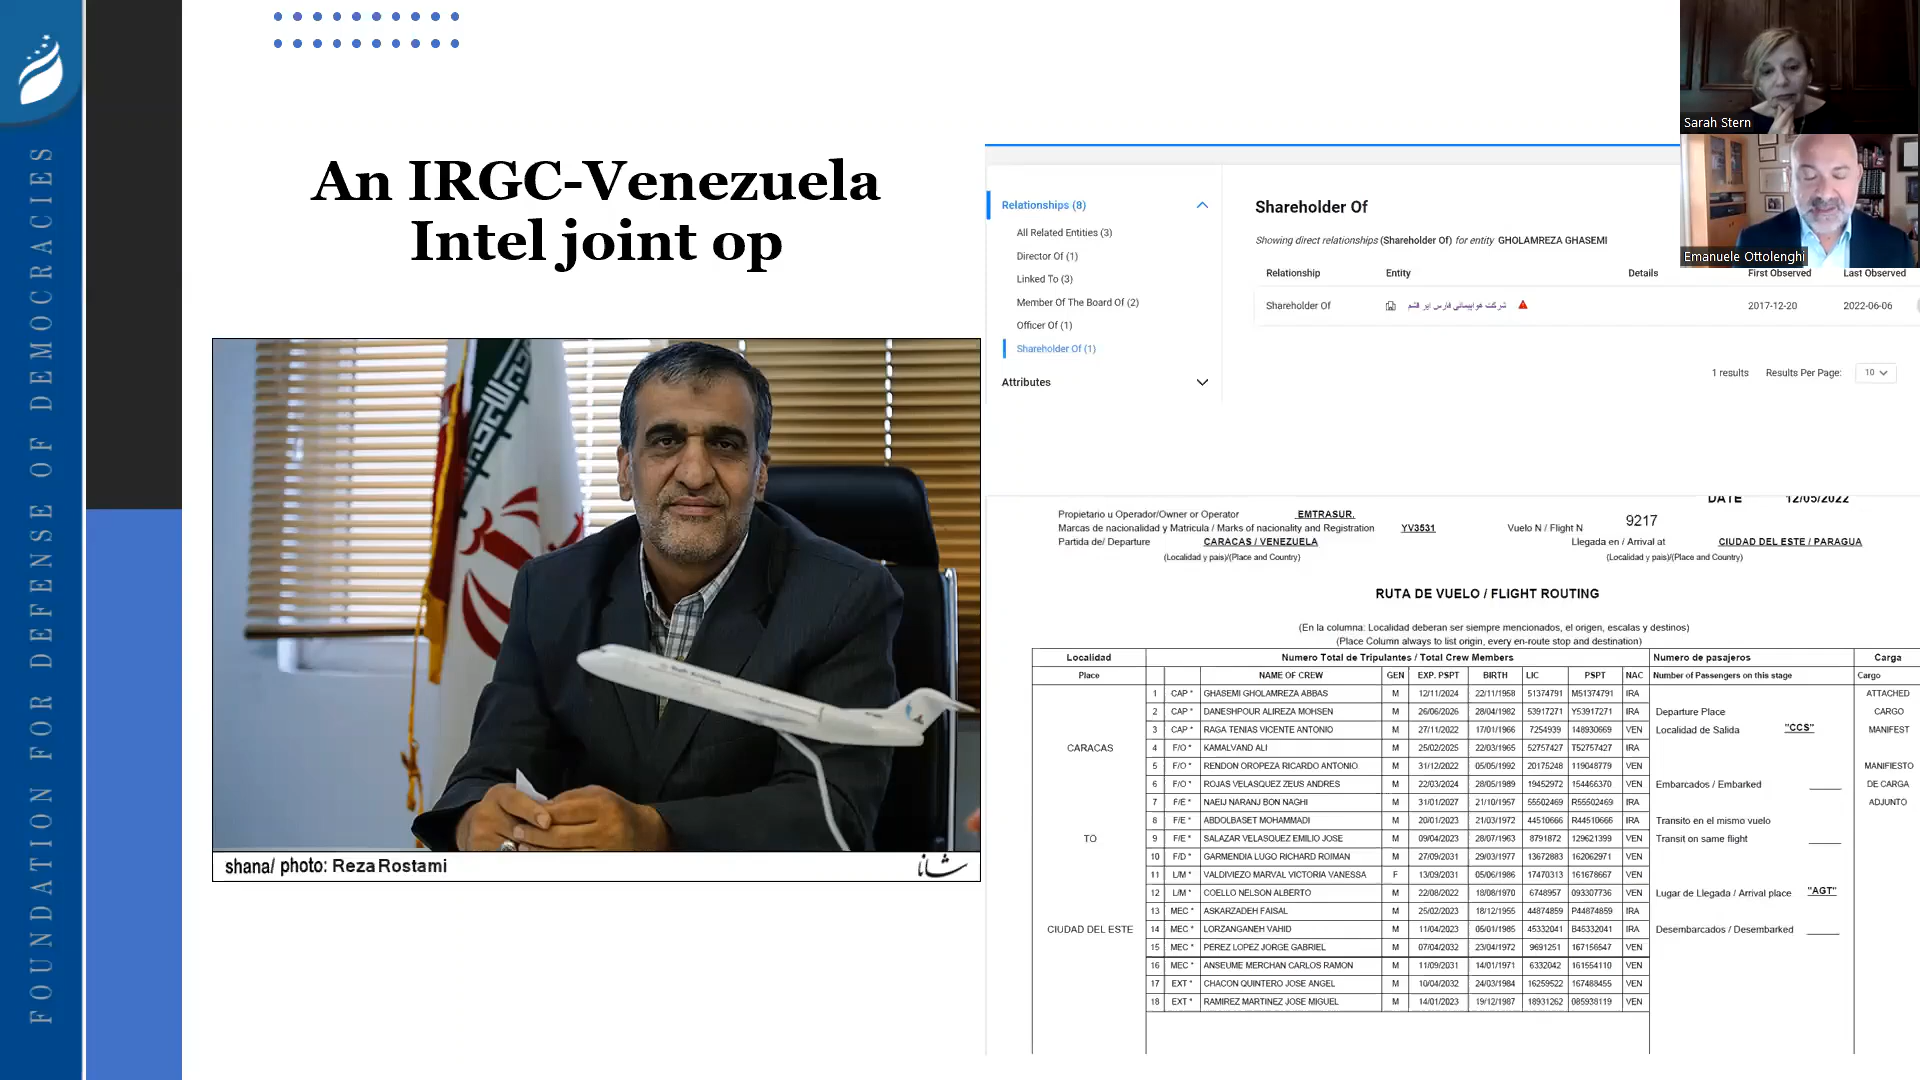 FOUNDATION FOR DEFENSE OF DEMOCRACIES
An IRGC-Venezuela
Intel joint op
shana/ photo: Reza Rostami
شانا
Relationships (8)
All Related Entities (3)
Director Of (1)
Linked To (3)
Member Of The Board Of (2)
Officer Of (1)
Shareholder Of (1)
Attributes
Shareholder Of
Showing direct relationships (Shareholder Of) for entity GHOLAMREZA GHASEMI
Relationship Entity Details First Observed Last Observed
Shareholder Of شرکت هواپیمائی فارس ایر قشم 2017-12-20 2022-06-06
1 results Results Per Page: 10
Sarah Stern
Emanuele Ottolenghi
DATE 12/05/2022
Propietario u Operador/Owner or Operator EMTRASUR.
Marcas de nacionalidad y Matricula / Marks of nacionality and Registration YV3531 Vuelo N / Flight N 9217
Partida de/ Departure CARACAS / VENEZUELA Llegada en / Arrival at CIUDAD DEL ESTE / PARAGUA
(Localidad y pais)/(Place and Country) (Localidad y pais)/(Place and Country)
RUTA DE VUELO / FLIGHT ROUTING
(En la columna: Localidad deberan ser siempre mencionados, el origen, escalas y destinos)
(Place Column always to list origin, every en-route stop and destination)
Localidad Numero Total de Tripulantes / Total Crew Members Numero de pasajeros Carga
Place NAME OF CREW GEN EXP. PSPT BIRTH LIC PSPT NAC Number of Passengers on this stage Cargo
1 CAP * GHASEMI GHOLAMREZA ABBAS M 12/11/2024 22/11/1958 51374791 M51374791 IRA ATTACHED
2 CAP * DANESHPOUR ALIREZA MOHSEN M 26/06/2026 28/04/1982 53917271 Y53917271 IRA Departure Place CARGO
3 CAP * RAGA TENIAS VICENTE ANTONIO M 27/11/2022 17/01/1966 7254939 148930669 VEN Localidad de Salida "CCS" MANIFEST
CARACAS 4 F/O * KAMALVAND ALI M 25/02/2025 22/03/1965 52757427 T52757427 IRA
5 F/O * RENDON OROPEZA RICARDO ANTONIO M 31/12/2022 05/05/1992 20175248 119048779 VEN MANIFIESTO
6 F/O * ROJAS VELASQUEZ ZEUS ANDRES M 22/03/2024 28/05/1989 19452972 154466370 VEN Embarcados / Embarked DE CARGA
7 F/E * NAEIJ NARANJ BON NAGHI M 31/01/2027 21/10/1957 55502469 R55502469 IRA ADJUNTO
8 F/E * ABDOLBASET MOHAMMADI M 20/01/2023 21/03/1972 44510666 R44510666 IRA Transito en el mismo vuelo
TO 9 F/E * SALAZAR VELASQUEZ EMILIO JOSE M 09/04/2023 28/07/1963 8791872 129621399 VEN Transit on same flight
10 F/D * GARMENDIA LUGO RICHARD ROIMAN M 27/09/2031 29/03/1977 13672883 162062971 VEN
11 L/M * VALDIVIEZO MARVAL VICTORIA VANESSA F 13/09/2031 05/06/1986 17470313 161678667 VEN
12 L/M * COELLO NELSON ALBERTO M 22/08/2022 18/08/1970 6748957 093307736 VEN Lugar de Llegada / Arrival place "AGT"
13 MEC * ASKARZADEH FAISAL M 25/02/2023 18/12/1955 44874859 P44874859 IRA
CIUDAD DEL ESTE 14 MEC * LORZANGANEH VAHID M 11/04/2023 05/01/1985 45332041 B45332041 IRA Desembarcados / Desembarked
15 MEC * PEREZ LOPEZ JORGE GABRIEL M 07/04/2032 23/04/1972 9691251 167156547 VEN
16 MEC * ANSEUME MERCHAN CARLOS RAMON M 11/09/2031 14/01/1971 6332042 161554110 VEN
17 EXT * CHACON QUINTERO JOSE ANGEL M 10/04/2032 24/03/1984 16259522 167488455 VEN
18 EXT * RAMIREZ MARTINEZ JOSE MIGUEL M 14/01/2023 19/12/1987 18931262 085938119 VEN